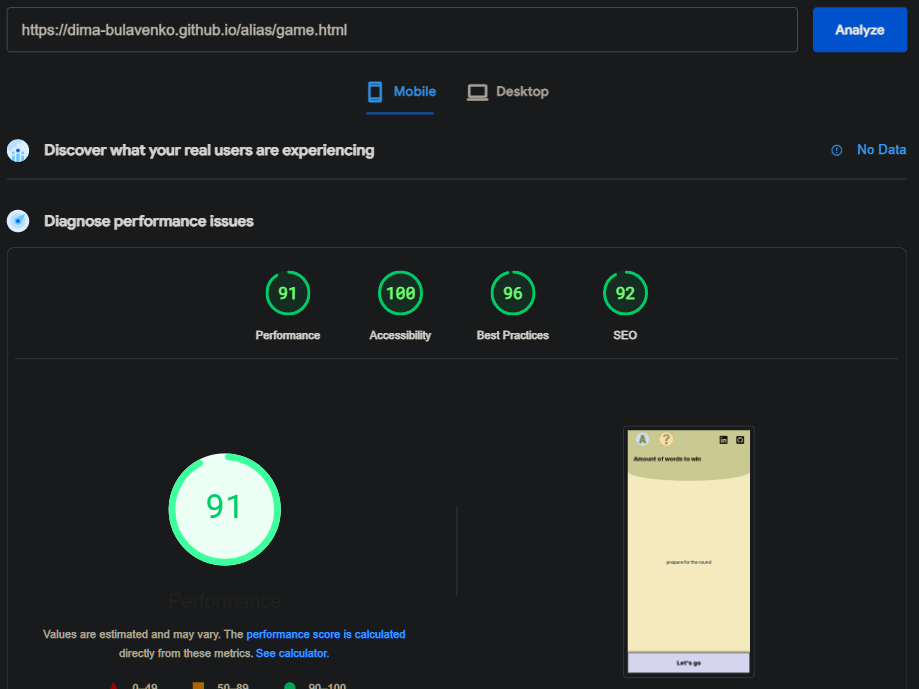 https://dima-bulavenko.github.io/alias/game.html
Analyze
Mobile
Desktop
Discover what your real users are experiencing
No Data
Diagnose performance issues
91
100
96
92
Performance
Accessibility
Best Practices
SEO
A ?
Amount of words to win
91
prepare for the round
Performance
Values are estimated and may vary. The performance score is calculated
directly from these metrics. See calculator.
Let's go
0–49
50–89
90–100